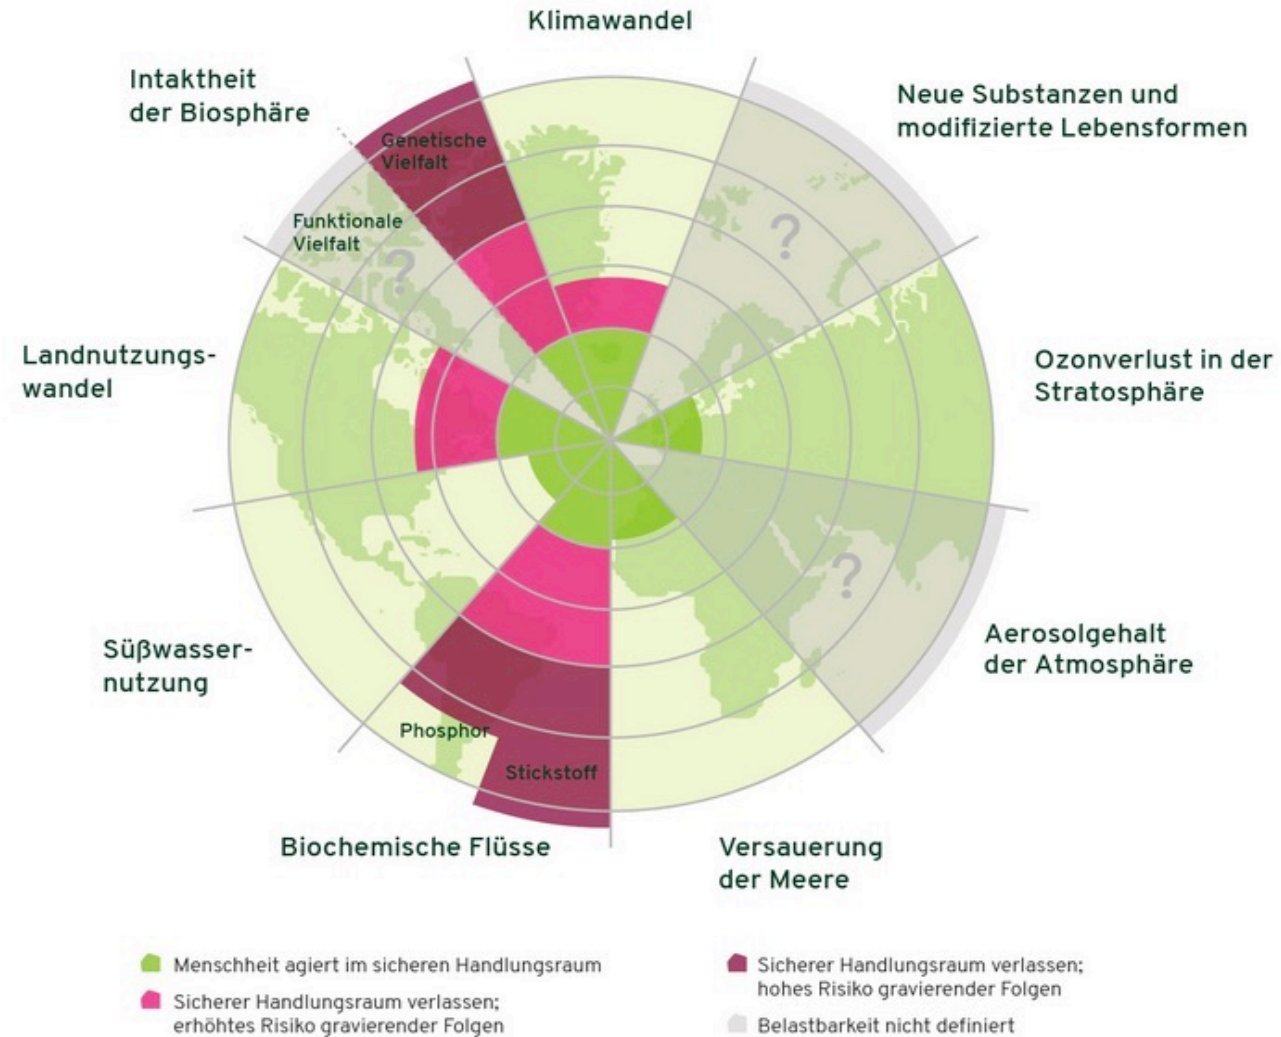 Klimawandel
Intaktheit
der Biosphäre
Neue Substanzen und
modifizierte Lebensformen
Genetische
Vielfalt
Funktionale
Vielfalt
?
?
Landnutzungs-
wandel
Ozonverlust in der
Stratosphäre
?
Süßwasser-
nutzung
Aerosolgehalt
der Atmosphäre
Phosphor
Stickstoff
Biochemische Flüsse
Versauerung
der Meere
Menschheit agiert im sicheren Handlungsraum
Sicherer Handlungsraum verlassen;
erhöhtes Risiko gravierender Folgen
Sicherer Handlungsraum verlassen;
hohes Risiko gravierender Folgen
Belastbarkeit nicht definiert